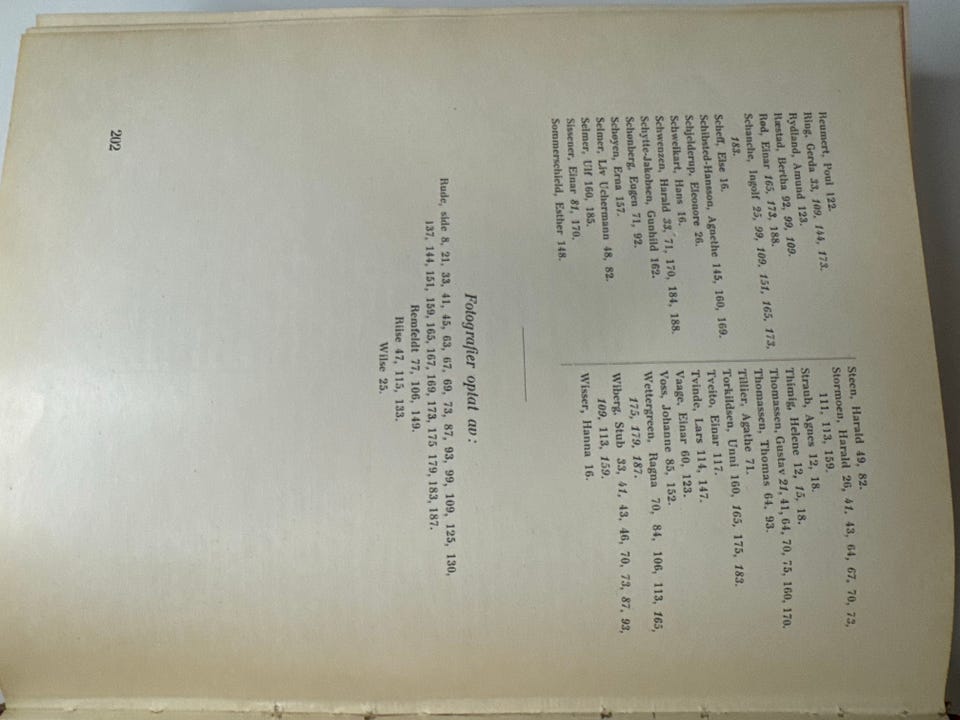 Reumert, Poul 122.
Ring, Gerda 33, 109, 144, 173.
Rydland, Amund 123.
Ræstad, Bertha 92, 99, 109.
Rød, Einar 165, 173, 188.
Schanche, Ingolf 25, 99, 109, 151, 165, 173,
183.
Scheff, Else 16.
Schibsted-Hansson, Agnethe 145, 160, 169.
Schjelderup, Eleonore 26.
Schweikart, Hans 16.
Schwenzen, Harald 33, 71, 170, 184, 188.
Schytte-Jakobsen, Gunhild 162.
Schønberg, Eugen 71, 92.
Schøyen, Erna 157.
Selmer, Liv Uchermann 48, 82.
Selmer, Ulf 160, 185.
Sissener, Einar 81, 170.
Sommerschield, Esther 148.
Steen, Harald 49, 82.
Stormoen, Harald 26, 41, 43, 64, 67, 70, 73,
111, 113, 159.
Straub, Agnes 12, 18.
Thimig, Helene 12, 15, 18.
Thomassen, Gustav 21, 41, 64, 70, 75, 160, 170.
Thomassen, Thomas 64, 93.
Tillier, Agathe 71.
Torkildsen, Unni 160, 165, 175, 183.
Tveito, Einar 117.
Tvinde, Lars 114, 147.
Vaage, Einar 60, 123.
Voss, Johanne 85, 152.
Wettergreen, Ragna 70, 84, 106, 113, 165,
175, 179, 187.
Wiberg, Stub 33, 41, 43, 46, 70, 73, 87, 93,
109, 113, 159.
Wisser, Hanna 16.
Fotografier optat av:
Rude, side 8, 21, 33, 41, 45, 63, 67, 69, 73, 87, 93, 99, 109, 125, 130,
137, 144, 151, 159, 165, 167, 169, 173, 175 179, 183, 187.
Remfeldt 77, 106, 149.
Riise 47, 115, 133.
Wilse 25.
202